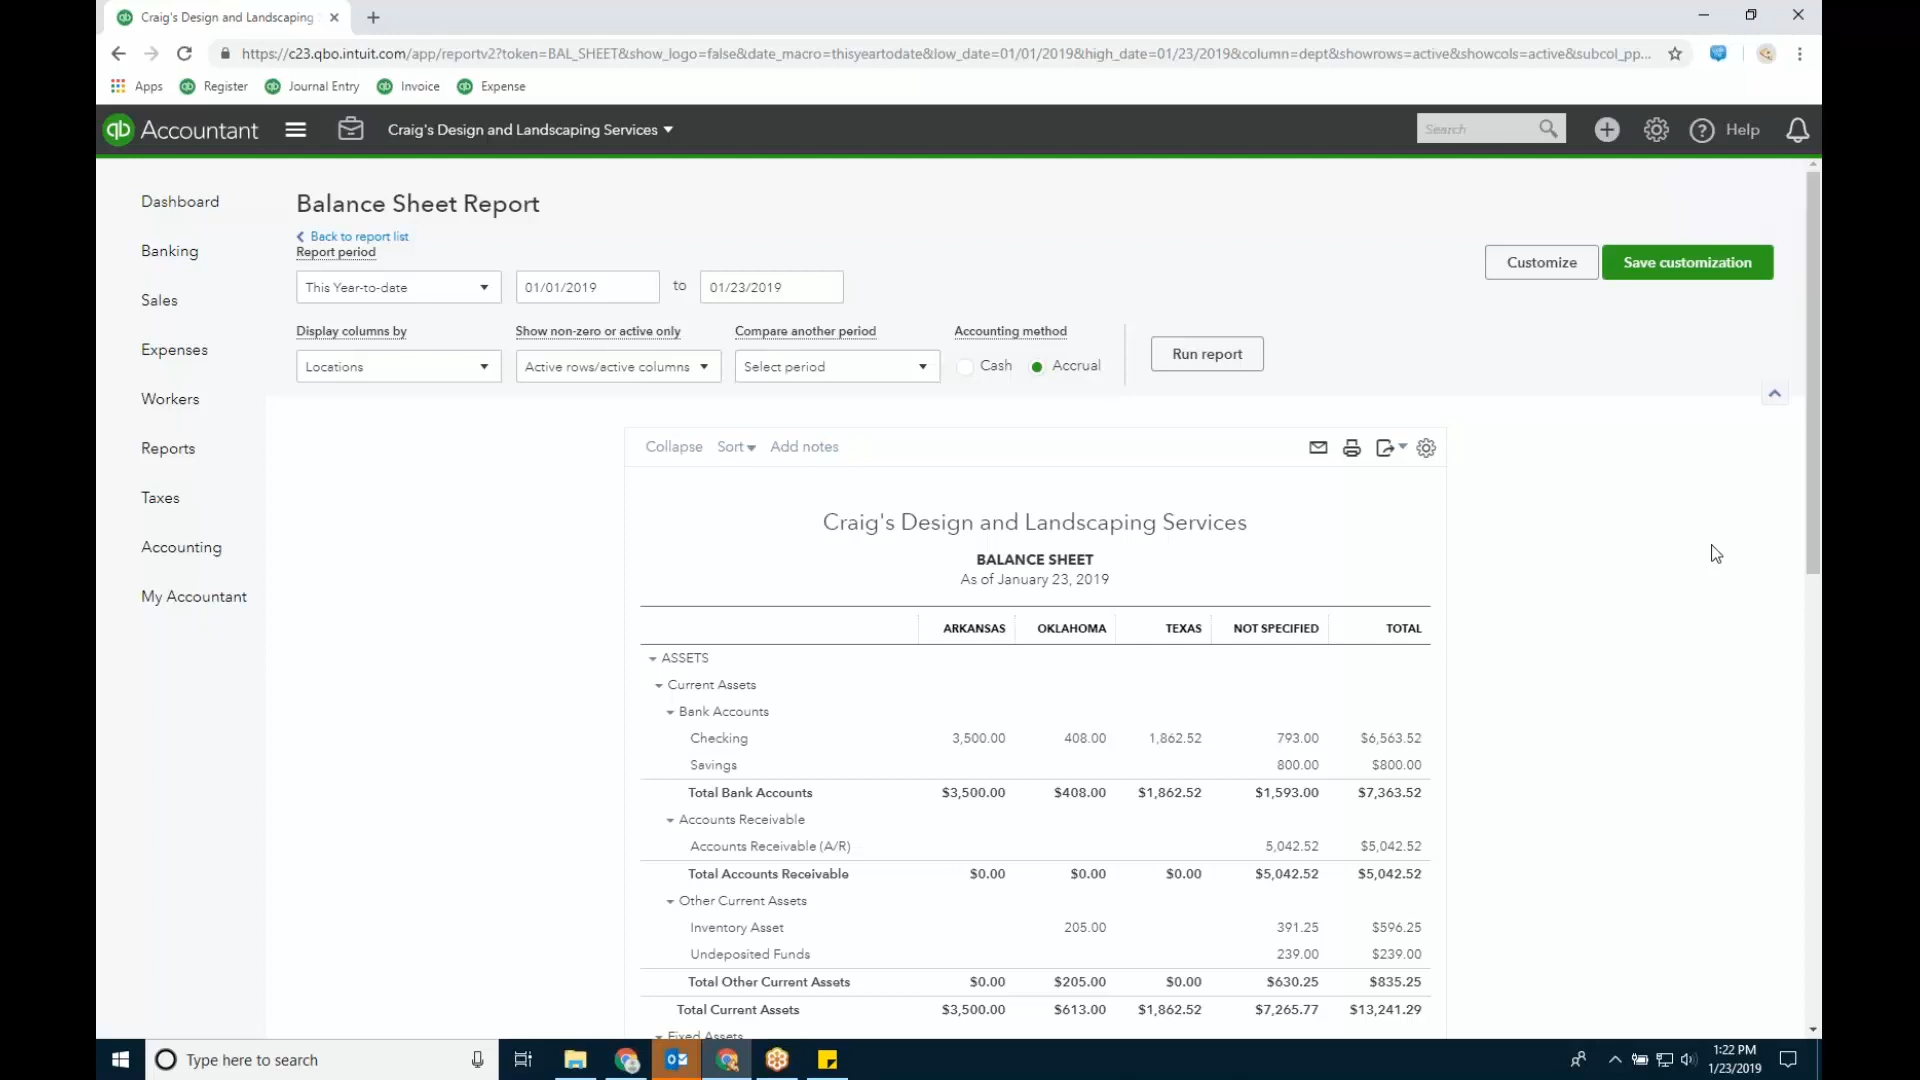 Craig's Design and Landscaping
https://c23.qbo.intuit.com/app/reportv2?token=BAL_SHEET&show_logo=false&date_macro=thisyeartodate&low_date=01/01/2019&high_date=01/23/2019&column=dept&showrows=active&showcols=active&subcol_pp...
Apps Register Journal Entry Invoice Expense
qb Accountant Craig's Design and Landscaping Services Search ? Help
Dashboard
Banking
Sales
Expenses
Workers
Reports
Taxes
Accounting
My Accountant
Balance Sheet Report
Back to report list
Report period
This Year-to-date 01/01/2019 to 01/23/2019
Customize Save customization
Display columns by Show non-zero or active only Compare another period Accounting method
Locations Active rows/active columns Select period Cash Accrual Run report
Collapse Sort Add notes
Craig's Design and Landscaping Services
BALANCE SHEET
As of January 23, 2019
ARKANSAS OKLAHOMA TEXAS NOT SPECIFIED TOTAL
ASSETS
Current Assets
Bank Accounts
Checking 3,500.00 408.00 1,862.52 793.00 $6,563.52
Savings 800.00 $800.00
Total Bank Accounts $3,500.00 $408.00 $1,862.52 $1,593.00 $7,363.52
Accounts Receivable
Accounts Receivable (A/R) 5,042.52 $5,042.52
Total Accounts Receivable $0.00 $0.00 $0.00 $5,042.52 $5,042.52
Other Current Assets
Inventory Asset 205.00 391.25 $596.25
Undeposited Funds 239.00 $239.00
Total Other Current Assets $0.00 $205.00 $0.00 $630.25 $835.25
Total Current Assets $3,500.00 $613.00 $1,862.52 $7,265.77 $13,241.29
Fixed Assets
Type here to search
1:22 PM
1/23/2019